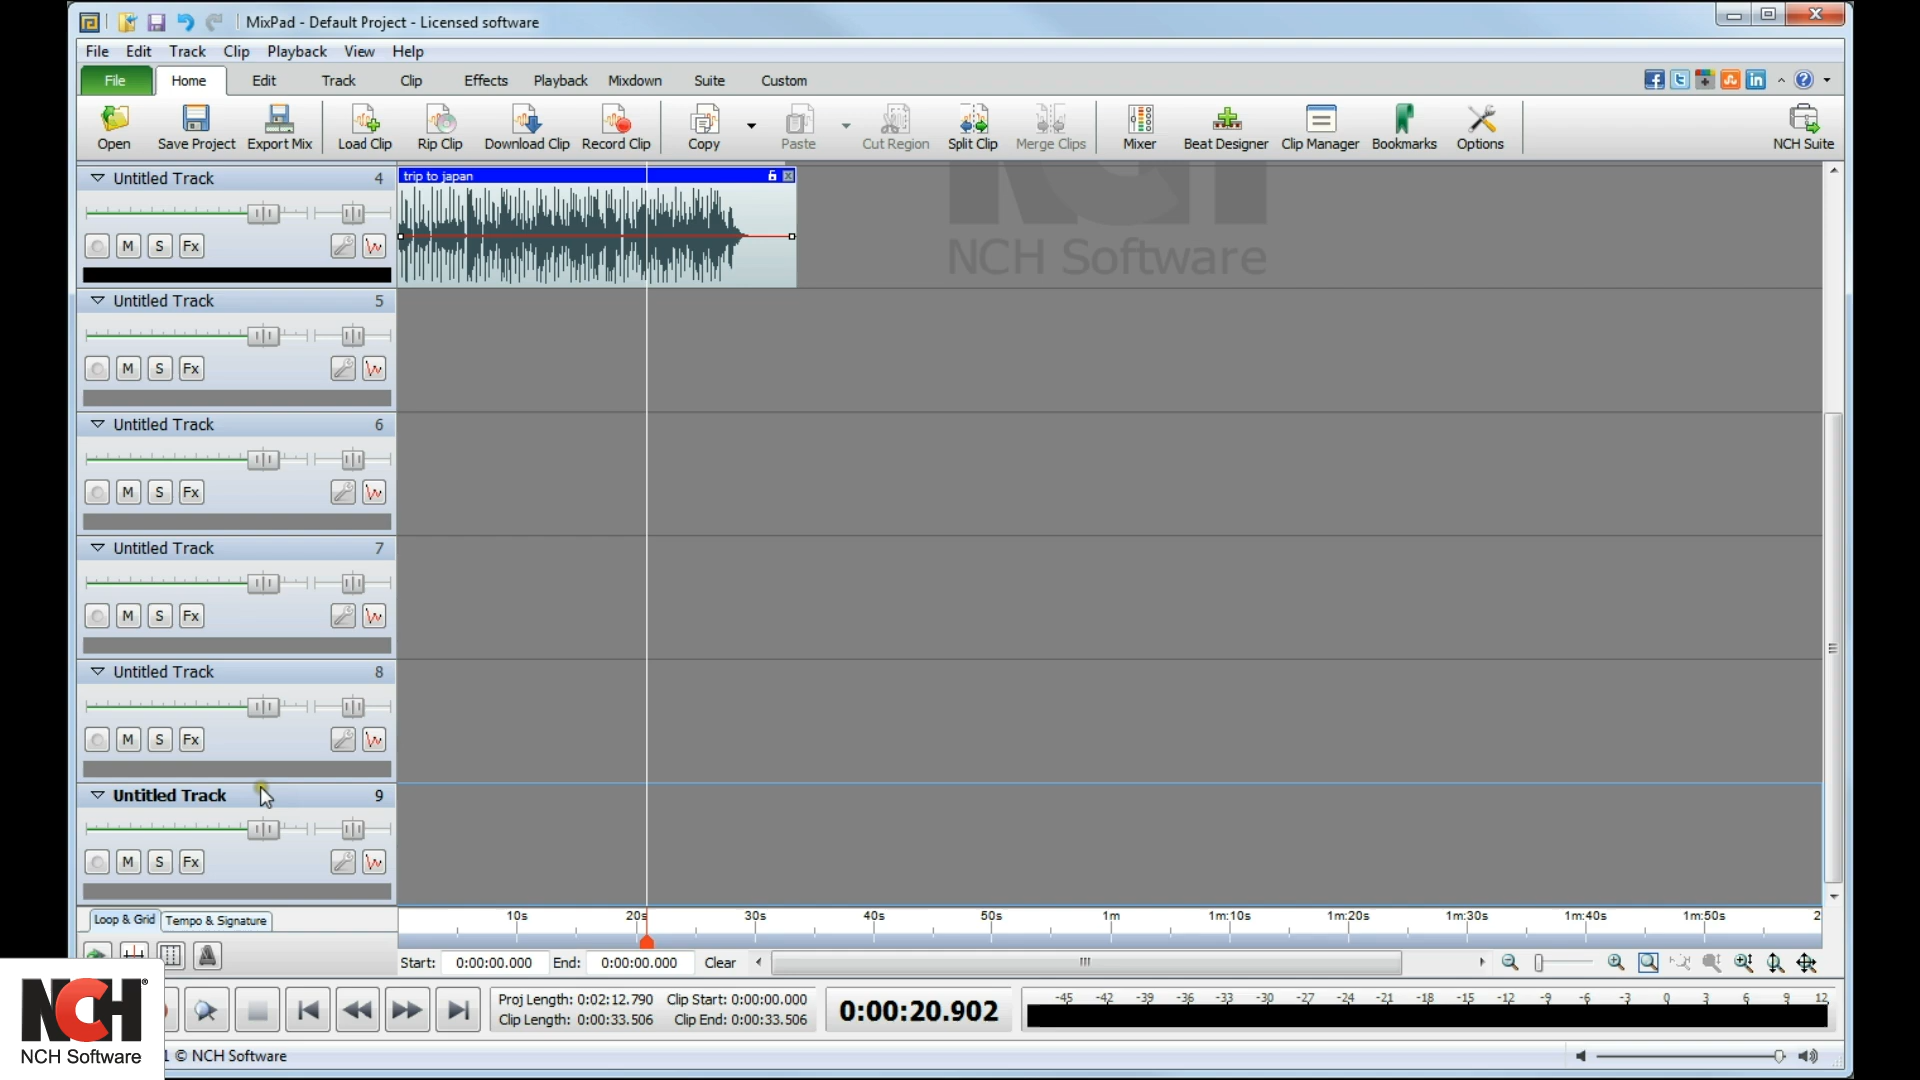 MixPad - Default Project - Licensed software
File Edit Track Clip Playback View Help
File Home Edit Track Clip Effects Playback Mixdown Suite Custom
Open Save Project Export Mix Load Clip Rip Clip Download Clip Record Clip Copy Paste Cut Region Split Clip Merge Clips Mixer Beat Designer Clip Manager Bookmarks Options NCH Suite
Untitled Track 4
trip to japan
M S Fx
NCH Software
Untitled Track 5
M S Fx
Untitled Track 6
M S Fx
Untitled Track 7
M S Fx
Untitled Track 8
M S Fx
Untitled Track 9
M S Fx
Loop & Grid Tempo & Signature
10s 20s 30s 40s 50s 1m 1m:10s 1m:20s 1m:30s 1m:40s 1m:50s 2
Start: 0:00:00.000 End: 0:00:00.000 Clear
Proj Length: 0:02:12.790 Clip Start: 0:00:00.000
Clip Length: 0:00:33.506 Clip End: 0:00:33.506
0:00:20.902
-45 -42 -39 -36 -33 -30 -27 -24 -21 -18 -15 -12 -9 -6 -3 0 3 6 9 12
NCH®
NCH Software
© NCH Software